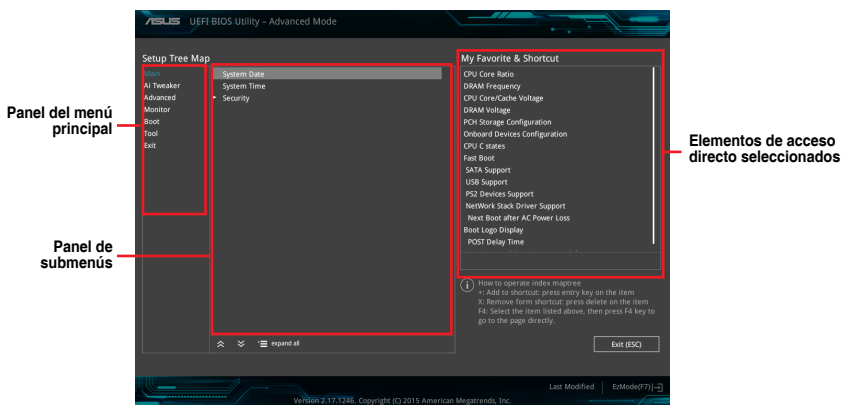 ASUS UEFI BIOS Utility – Advanced Mode
Setup Tree Map
Main
Ai Tweaker
Advanced
Monitor
Boot
Tool
Exit
System Date
System Time
Security
expand all
My Favorite & Shortcut
CPU Core Ratio
DRAM Frequency
CPU Core/Cache Voltage
DRAM Voltage
PCH Storage Configuration
Onboard Devices Configuration
CPU C states
Fast Boot
SATA Support
USB Support
PS2 Devices Support
NetWork Stack Driver Support
Next Boot after AC Power Loss
Boot Logo Display
POST Delay Time
How to operate index maptree
+: Add to shortcut: press entry key on the item
X: Remove form shortcut: press delete on the item
F4: Select the item listed above, then press F4 key to
go to the page directly.
Exit (ESC)
Last Modified
EzMode(F7)
Version 2.17.1246. Copyright (C) 2015 American Megatrends, Inc.
Panel del menú
principal
Panel de
submenús
Elementos de acceso
directo seleccionados